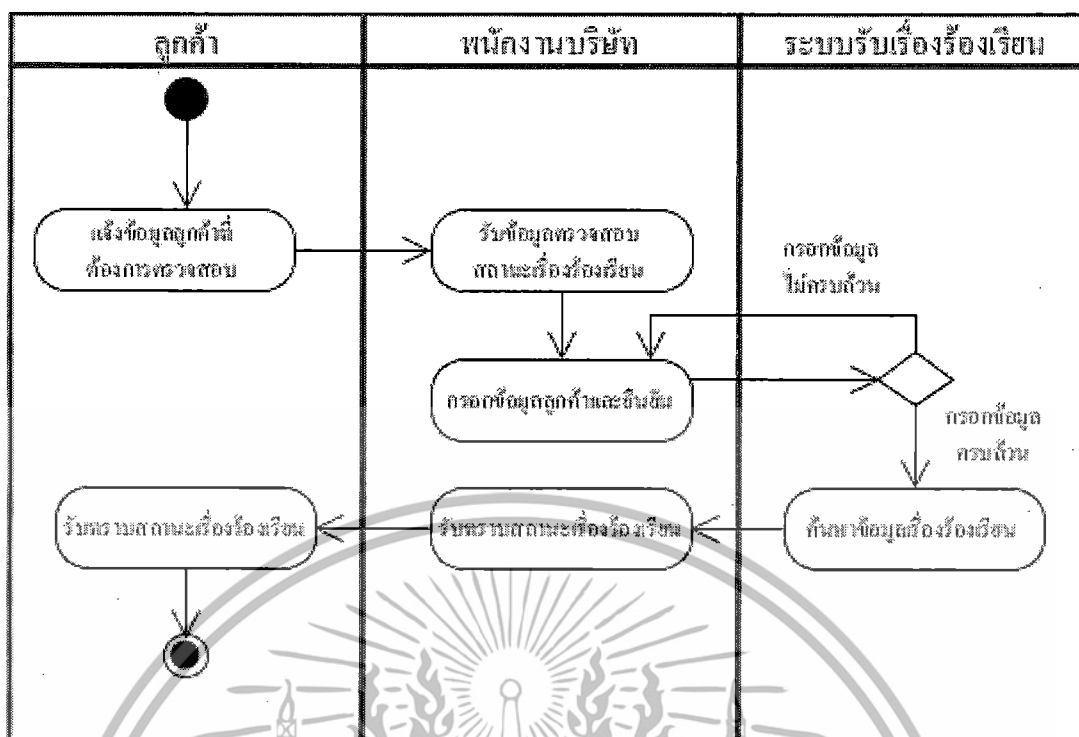 ลูกค้า
พนักงานบริษัท
ระบบรับเรื่องร้องเรียน
แจ้งข้อมูลลูกค้าที่
ต้องการตรวจสอบ
รับข้อมูลตรวจสอบ
สถานะเรื่องร้องเรียน
กรอกข้อมูล
ไม่ครบถ้วน
กรอกข้อมูลลูกค้าและยืนยัน
กรอกข้อมูล
ครบถ้วน
รับทราบสถานะเรื่องร้องเรียน
รับทราบสถานะเรื่องร้องเรียน
ค้นหาข้อมูลเรื่องร้องเรียน